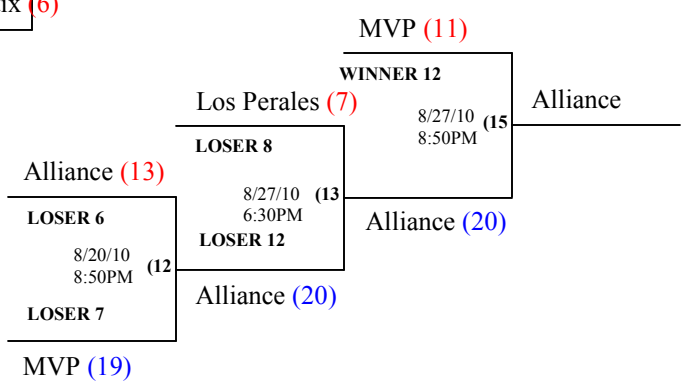 (6)
MVP (11)
WINNER 12
Los Perales (7)
8/27/10 (15
8:50PM
Alliance
LOSER 8
Alliance (13)
8/27/10 (13
6:30PM
LOSER 6
Alliance (20)
LOSER 12
8/20/10 (12
8:50PM
Alliance (20)
LOSER 7
MVP (19)